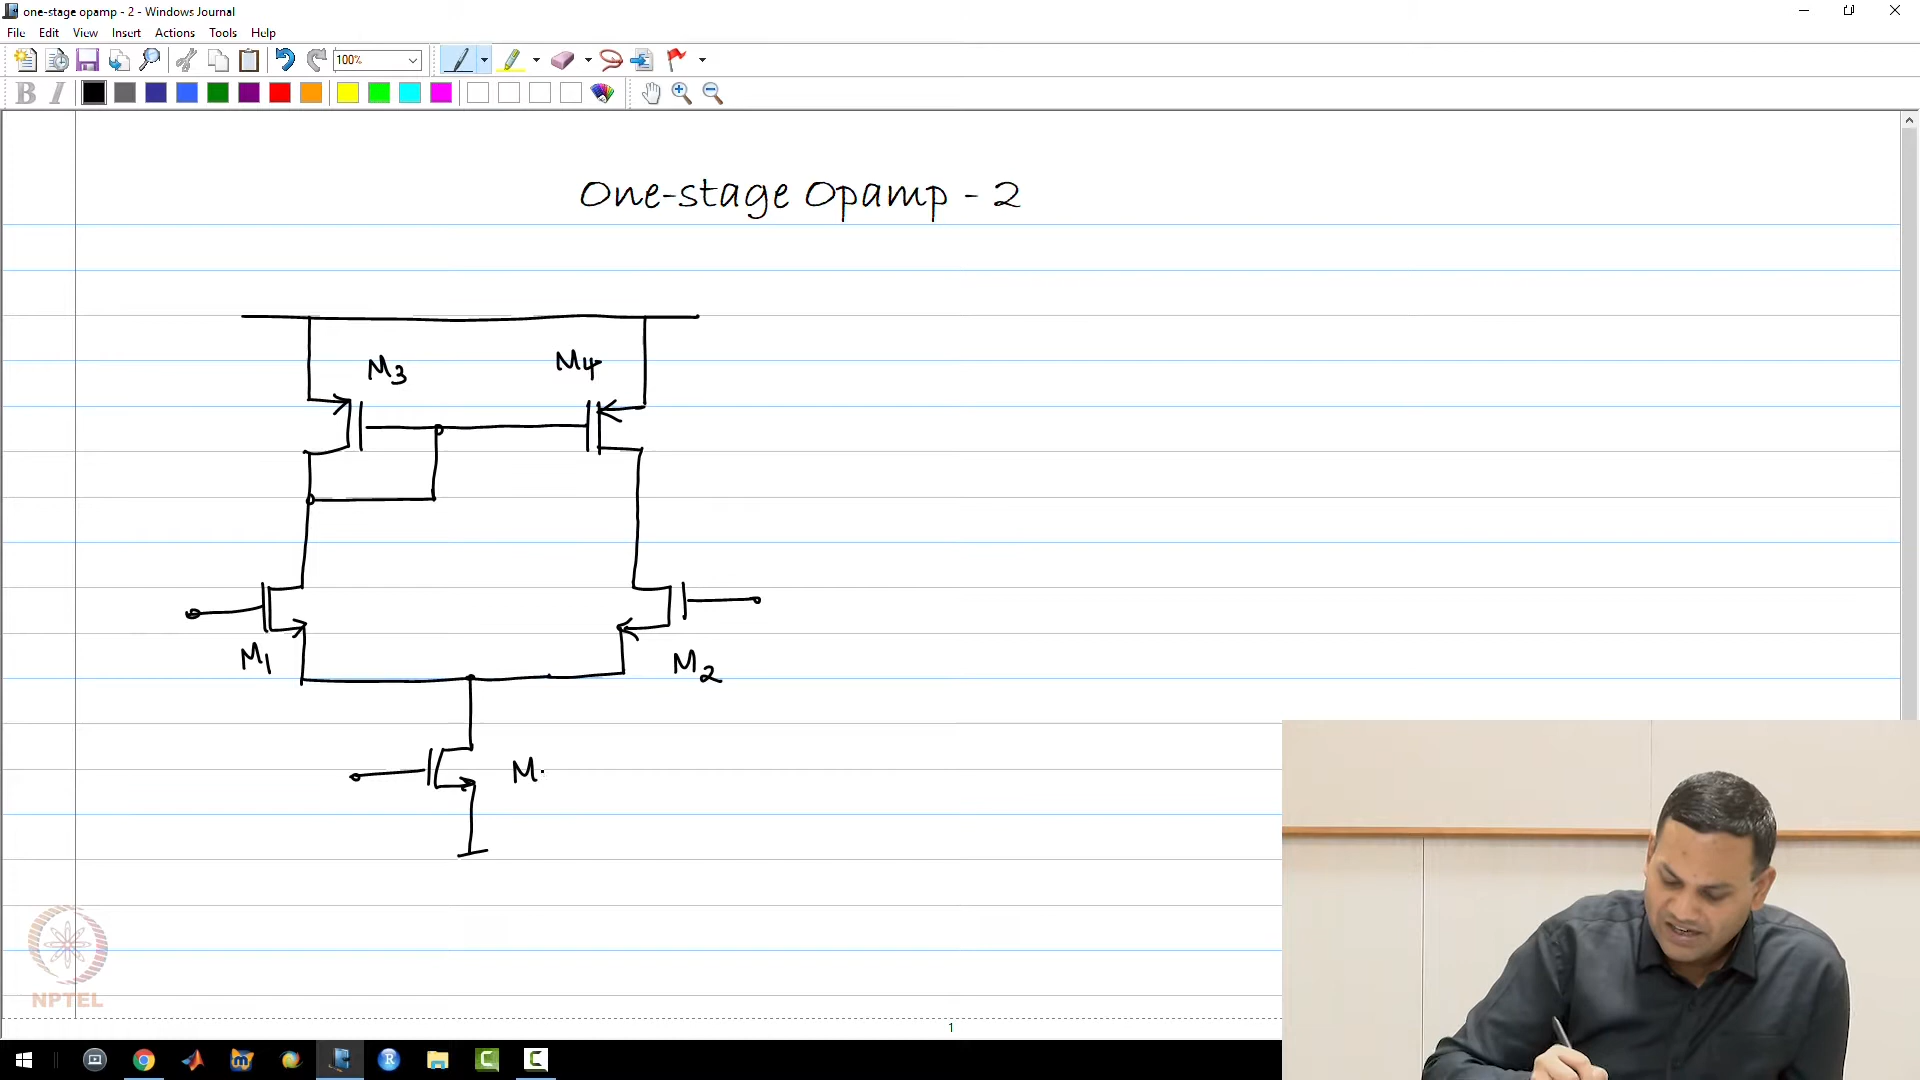 one-stage opamp - 2 - Windows Journal
File Edit View Insert Actions Tools Help
100%
B I
One-stage Opamp - 2
M3
M4
M1
M2
M
NPTEL
1